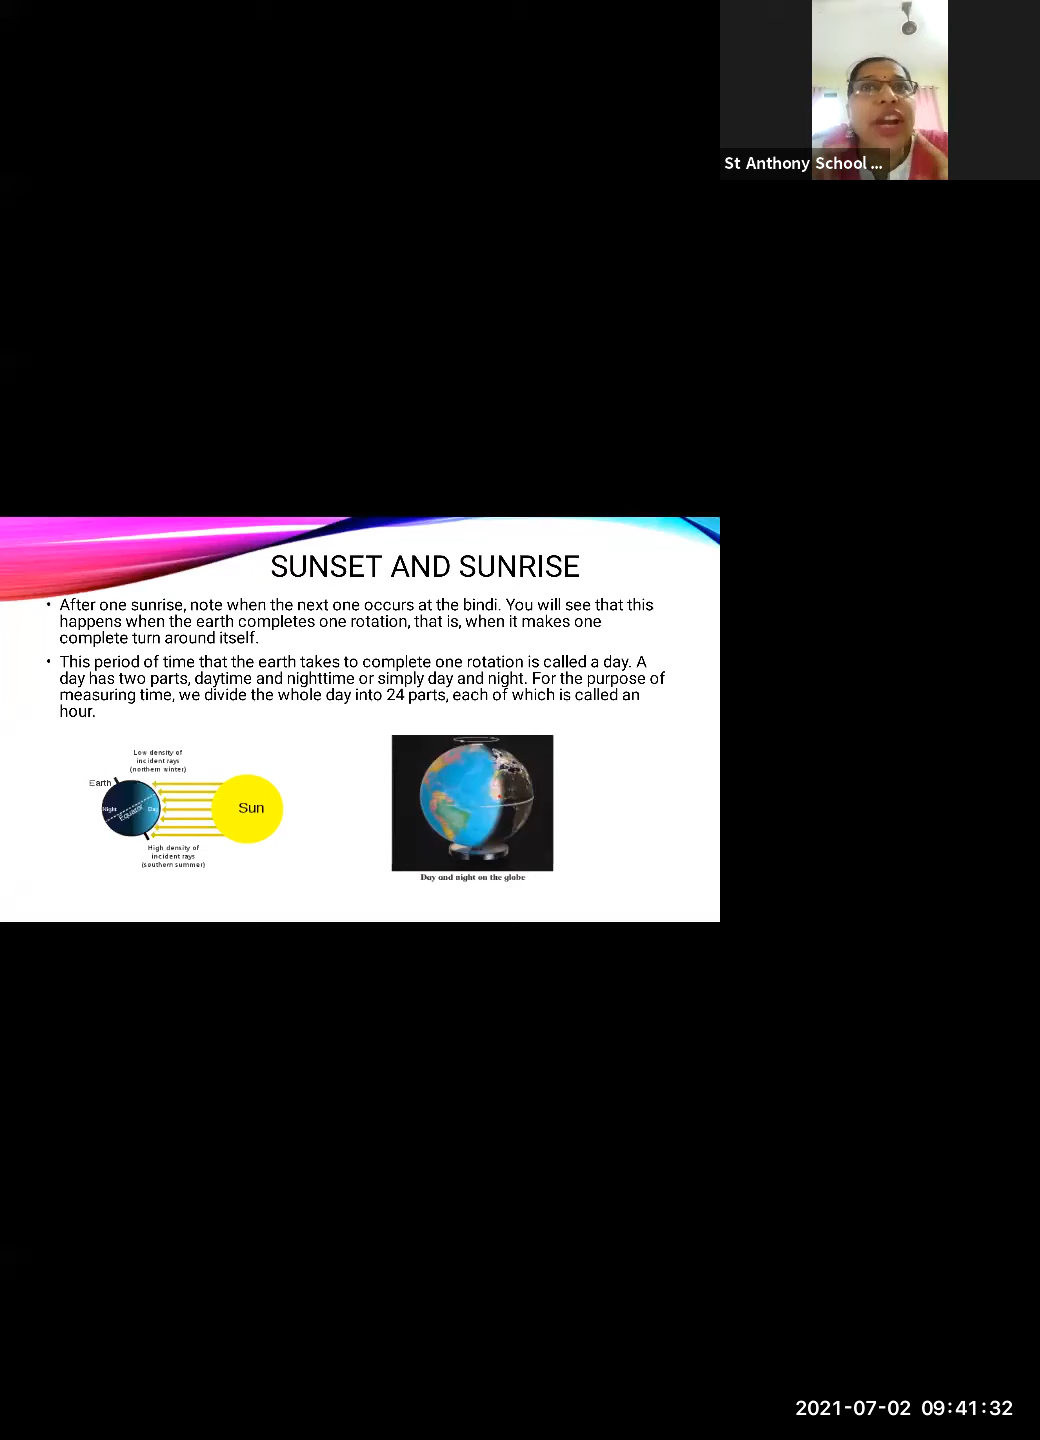 St Anthony School ...
SUNSET AND SUNRISE
• After one sunrise, note when the next one occurs at the bindi. You will see that this
happens when the earth completes one rotation, that is, when it makes one
complete turn around itself.
• This period of time that the earth takes to complete one rotation is called a day. A
day has two parts, daytime and nighttime or simply day and night. For the purpose of
measuring time, we divide the whole day into 24 parts, each of which is called an
hour.
Low density of
incident rays
(northern winter)
Earth
Night
Equator
Day
Sun
High density of
incident rays
(southern summer)
Day and night on the globe
2021-07-02 09:41:32